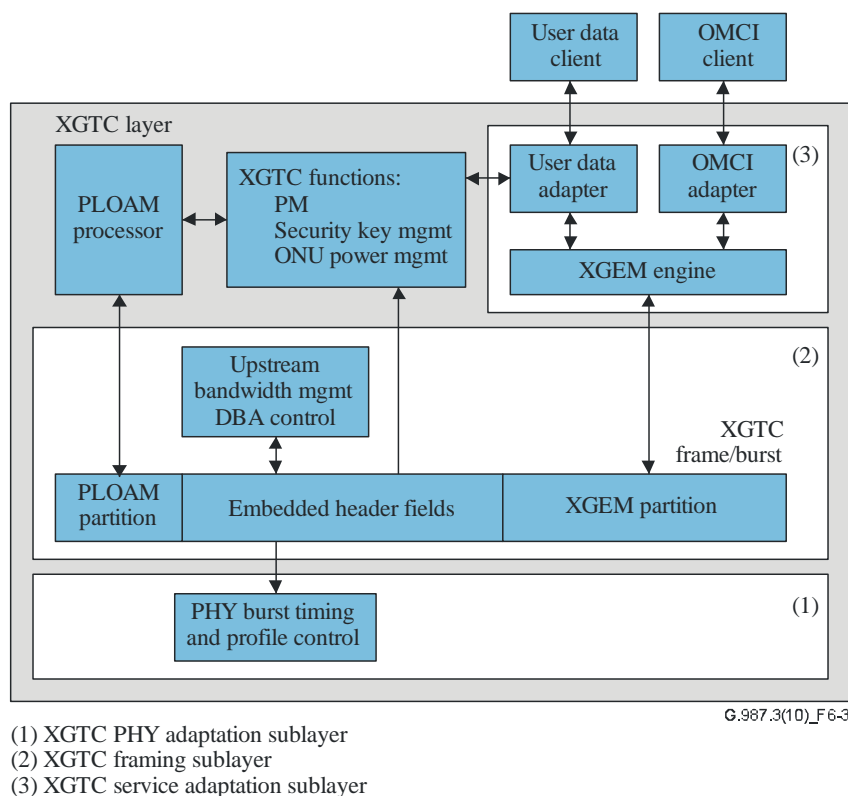 User data
client
OMCI
client
XGTC layer
(3)
PLOAM
processor
XGTC functions:
PM
Security key mgmt
ONU power mgmt
User data
adapter
OMCI
adapter
XGEM engine
(2)
Upstream
bandwidth mgmt
DBA control
XGTC
frame/burst
PLOAM
partition
Embedded header fields
XGEM partition
(1)
PHY burst timing
and profile control
G.987.3(10)_F6-3
(1) XGTC PHY adaptation sublayer
(2) XGTC framing sublayer
(3) XGTC service adaptation sublayer